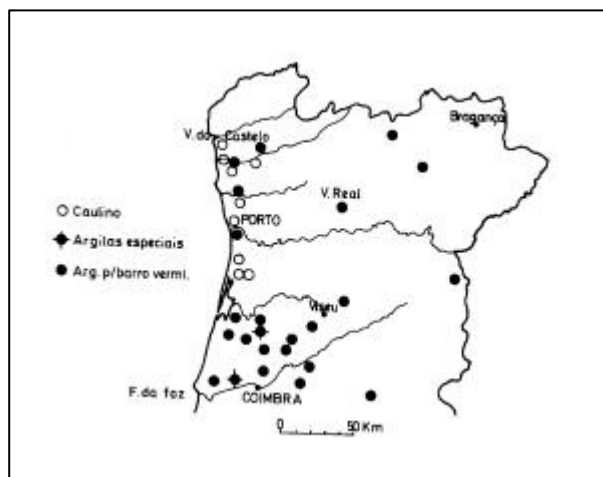 Bragança
V. do Castelo
V. Real
○ Caulino
PORTO
Argilas especiais
● Arg. p/barro verml.
Viseu
F. da foz
COIMBRA
0 50 Km